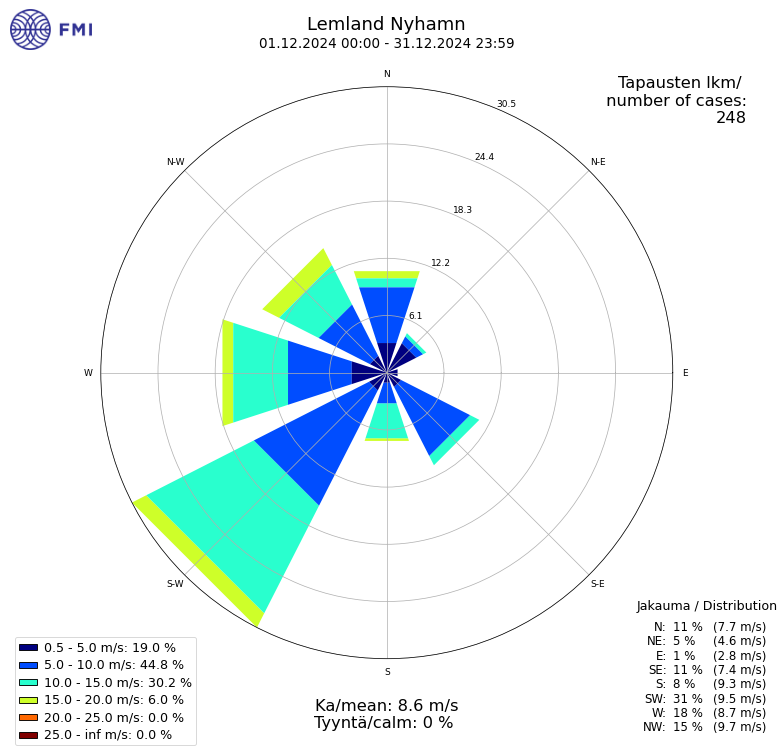 FMI
Lemland Nyhamn
01.12.2024 00:00 - 31.12.2024 23:59
Tapausten lkm/
number of cases:
248
N
N-W
N-E
30.5
24.4
18.3
12.2
6.1
W
E
S-W
S-E
S
0.5 - 5.0 m/s: 19.0 %
5.0 - 10.0 m/s: 44.8 %
10.0 - 15.0 m/s: 30.2 %
15.0 - 20.0 m/s: 6.0 %
20.0 - 25.0 m/s: 0.0 %
25.0 - inf m/s: 0.0 %
Ka/mean: 8.6 m/s
Tyyntä/calm: 0 %
Jakauma / Distribution
N: 11 % (7.7 m/s)
NE: 5 % (4.6 m/s)
E: 1 % (2.8 m/s)
SE: 11 % (7.4 m/s)
S: 8 % (9.3 m/s)
SW: 31 % (9.5 m/s)
W: 18 % (8.7 m/s)
NW: 15 % (9.7 m/s)